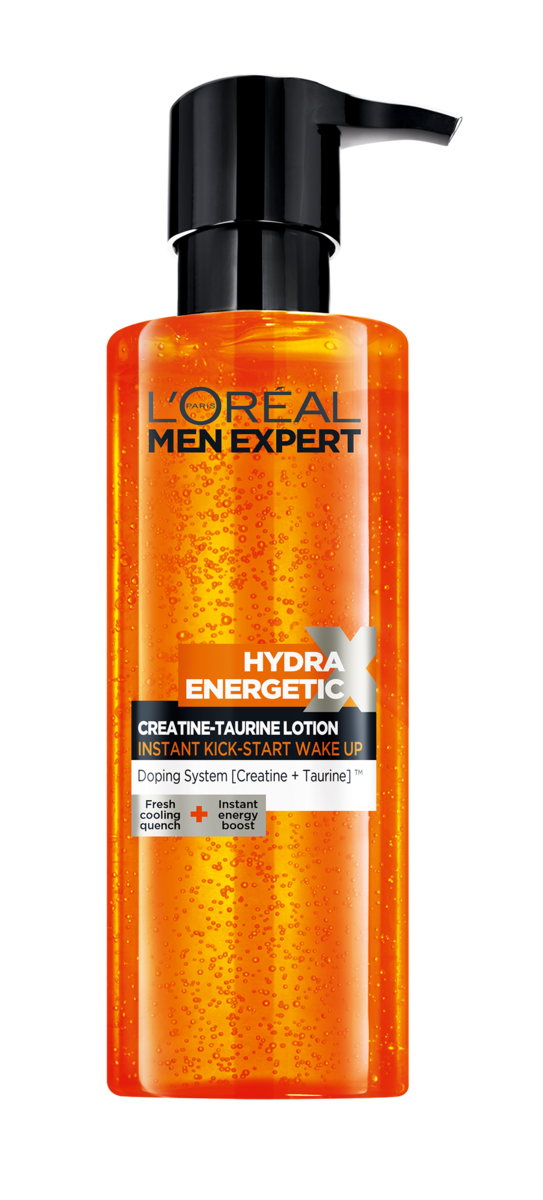 L'ORÉAL
PARIS
MEN EXPERT
HYDRA
ENERGETIC X
CREATINE-TAURINE LOTION
INSTANT KICK-START WAKE UP
Doping System [Creatine + Taurine] ™
Fresh
cooling
quench
+
Instant
energy
boost